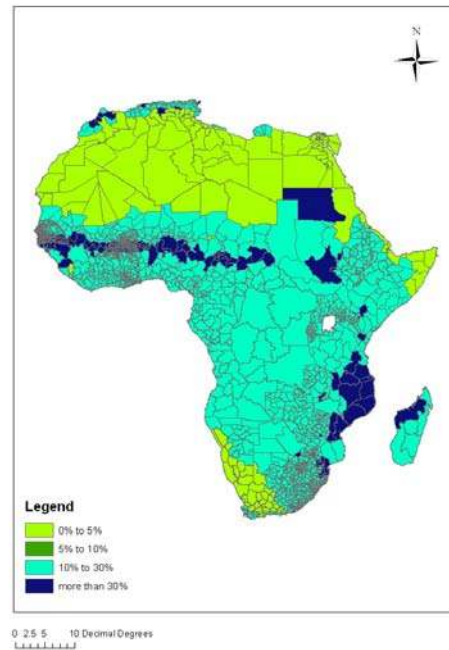 N
Legend
0% to 5%
5% to 10%
10% to 30%
more than 30%
0 2.5 5 10 Decimal Degrees